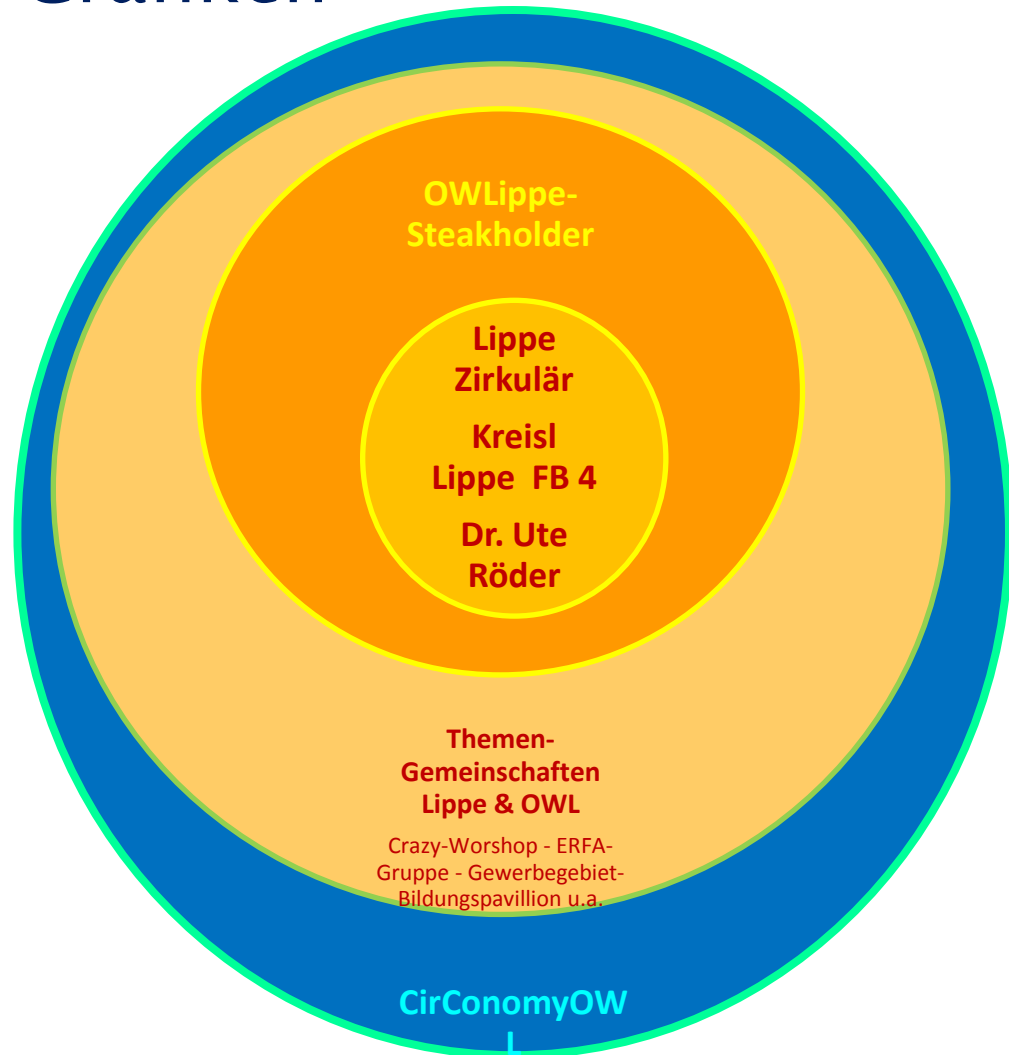 Grafiken
OWLippe-
Steakholder
Lippe
Zirkulär
Kreisl
Lippe FB 4
Dr. Ute
Röder
Themen-
Gemeinschaften
Lippe & OWL
Crazy-Worshop - ERFA-
Gruppe - Gewerbegebiet-
Bildungspavillion u.a.
CirConomyOW
L